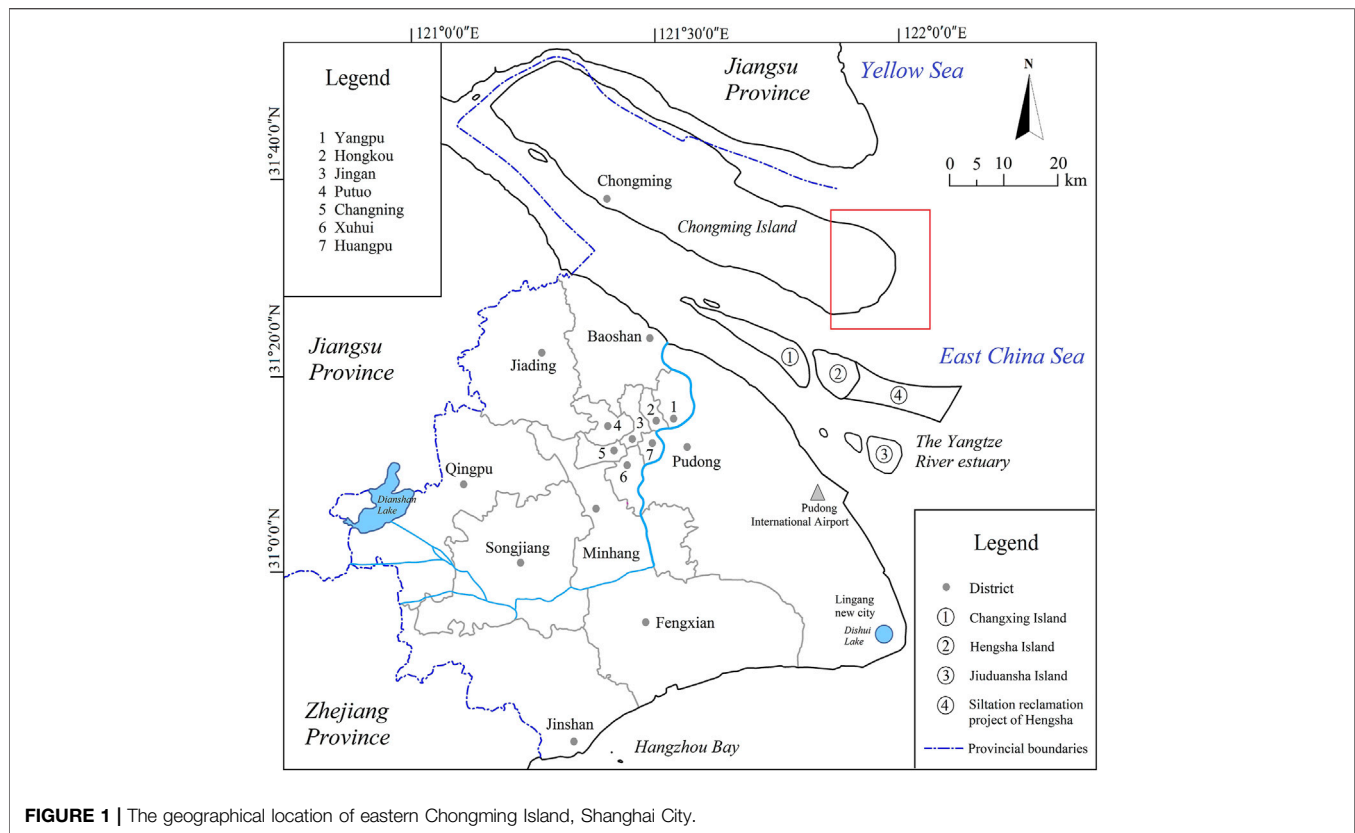 121°0′0″E
121°30′0″E
122°0′0″E
Legend
1 Yangpu
2 Hongkou
3 Jingan
4 Putuo
5 Changning
6 Xuhui
7 Huangpu
Jiangsu
Province
Yellow Sea
N
0 5 10 20
km
31°40′0″N
31°20′0″N
31°0′0″N
Chongming
Chongming Island
Jiangsu
Province
Baoshan
Jiading
East China Sea
1
2
4
3
The Yangtze
River estuary
1
2
3
4
5
6
7
Pudong
Qingpu
Dianshan
Lake
Pudong
International Airport
Songjiang
Minhang
Fengxian
Lingang
new city
Dishui
Lake
Zhejiang
Province
Jinshan
Hangzhou Bay
Legend
District
1 Changxing Island
2 Hengsha Island
3 Jiuduansha Island
4 Siltation reclamation
project of Hengsha
Provincial boundaries
FIGURE 1 | The geographical location of eastern Chongming Island, Shanghai City.